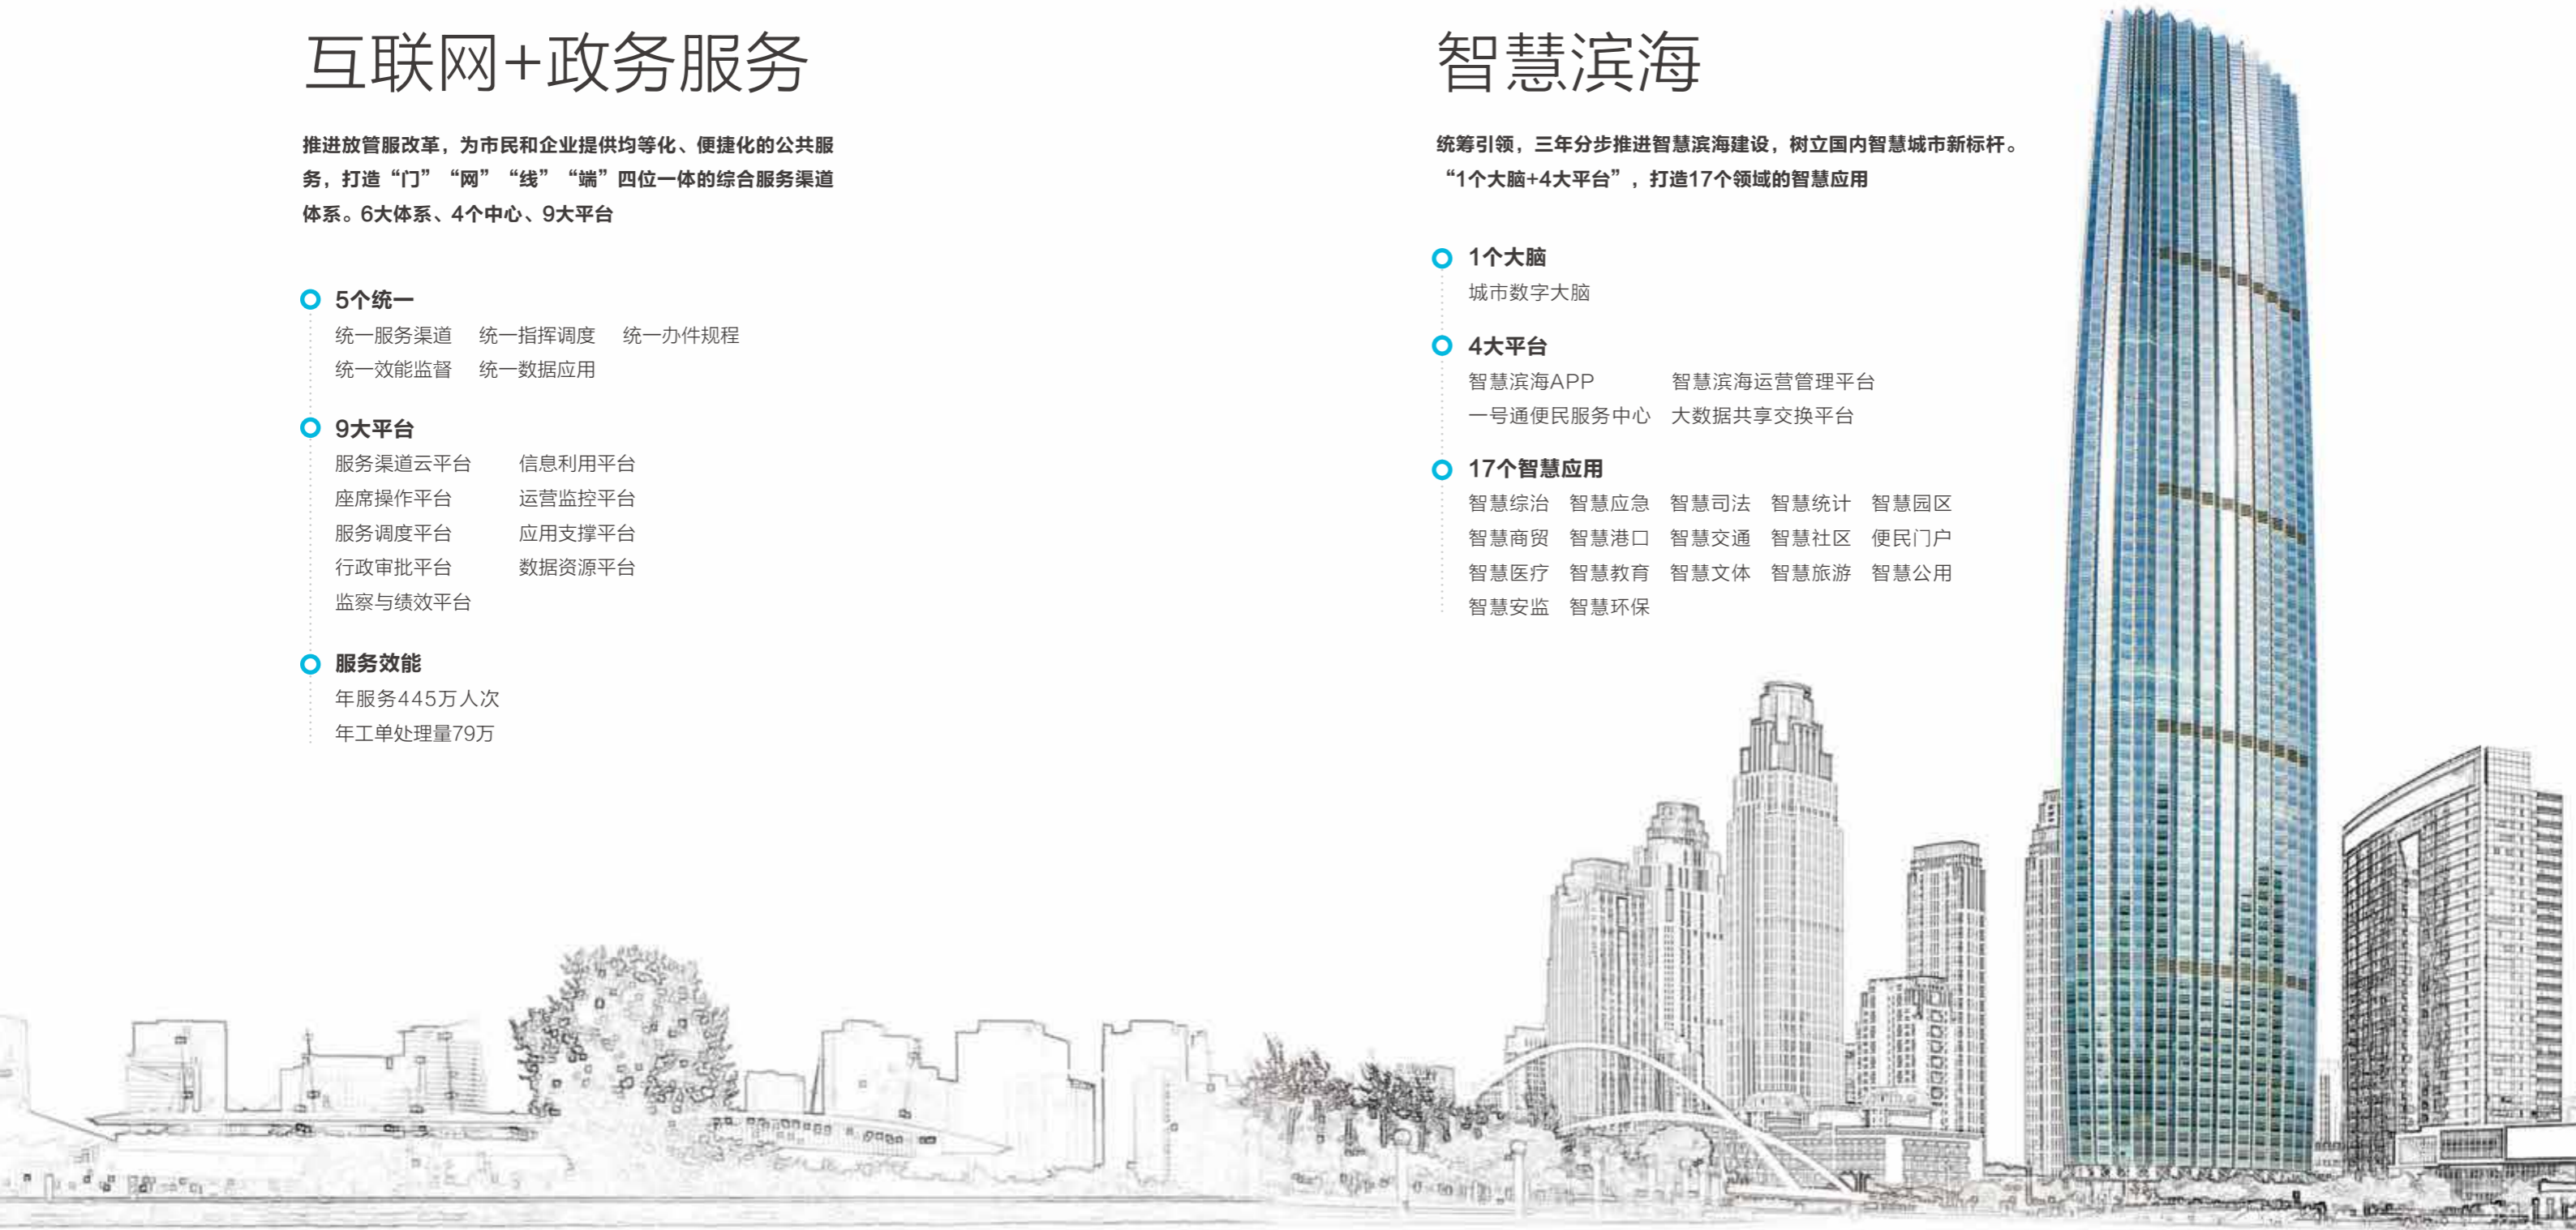 互联网+政务服务
推进放管服改革，为市民和企业提供均等化、便捷化的公共服
务，打造“门”“网”“线”“端”四位一体的综合服务渠道
体系。6大体系、4个中心、9大平台
5个统一
统一服务渠道 统一指挥调度 统一办件规程
统一效能监督 统一数据应用
9大平台
服务渠道云平台 信息利用平台
座席操作平台 运营监控平台
服务调度平台 应用支撑平台
行政审批平台 数据资源平台
监察与绩效平台
服务效能
年服务445万人次
年工单处理量79万
智慧滨海
统筹引领，三年分步推进智慧滨海建设，树立国内智慧城市新标杆。
“1个大脑+4大平台”，打造17个领域的智慧应用
1个大脑
城市数字大脑
4大平台
智慧滨海APP 智慧滨海运营管理平台
一号通便民服务中心 大数据共享交换平台
17个智慧应用
智慧综治 智慧应急 智慧司法 智慧统计 智慧园区
智慧商贸 智慧港口 智慧交通 智慧社区 便民门户
智慧医疗 智慧教育 智慧文体 智慧旅游 智慧公用
智慧安监 智慧环保